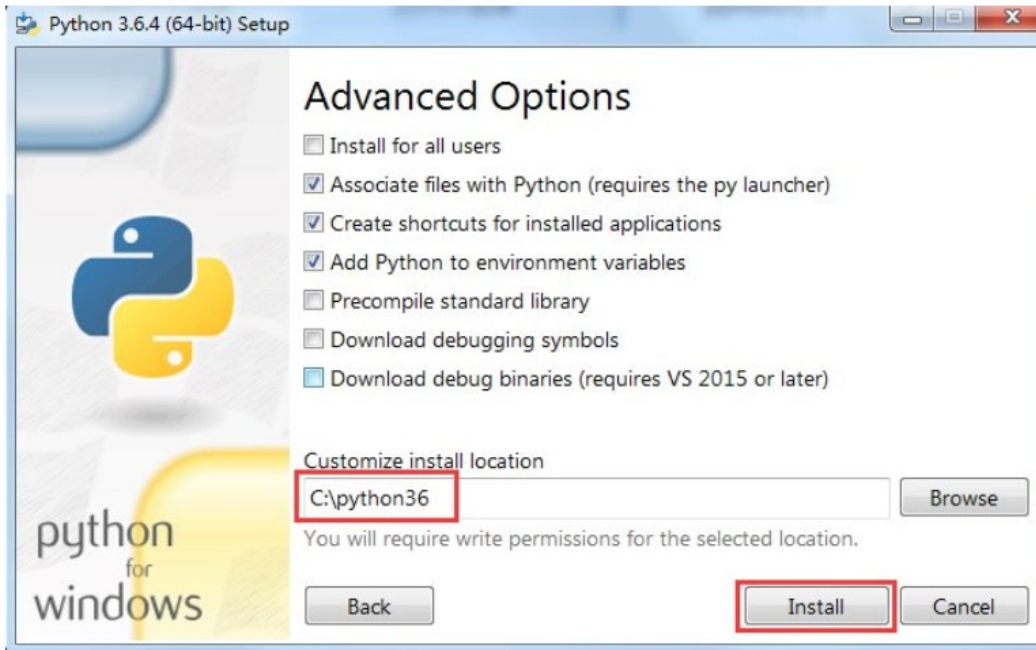 Python 3.6.4 (64-bit) Setup
Advanced Options
Install for all users
Associate files with Python (requires the py launcher)
Create shortcuts for installed applications
Add Python to environment variables
Precompile standard library
Download debugging symbols
Download debug binaries (requires VS 2015 or later)
Customize install location
C:\python36
Browse
You will require write permissions for the selected location.
python
for
windows
Back
Install
Cancel